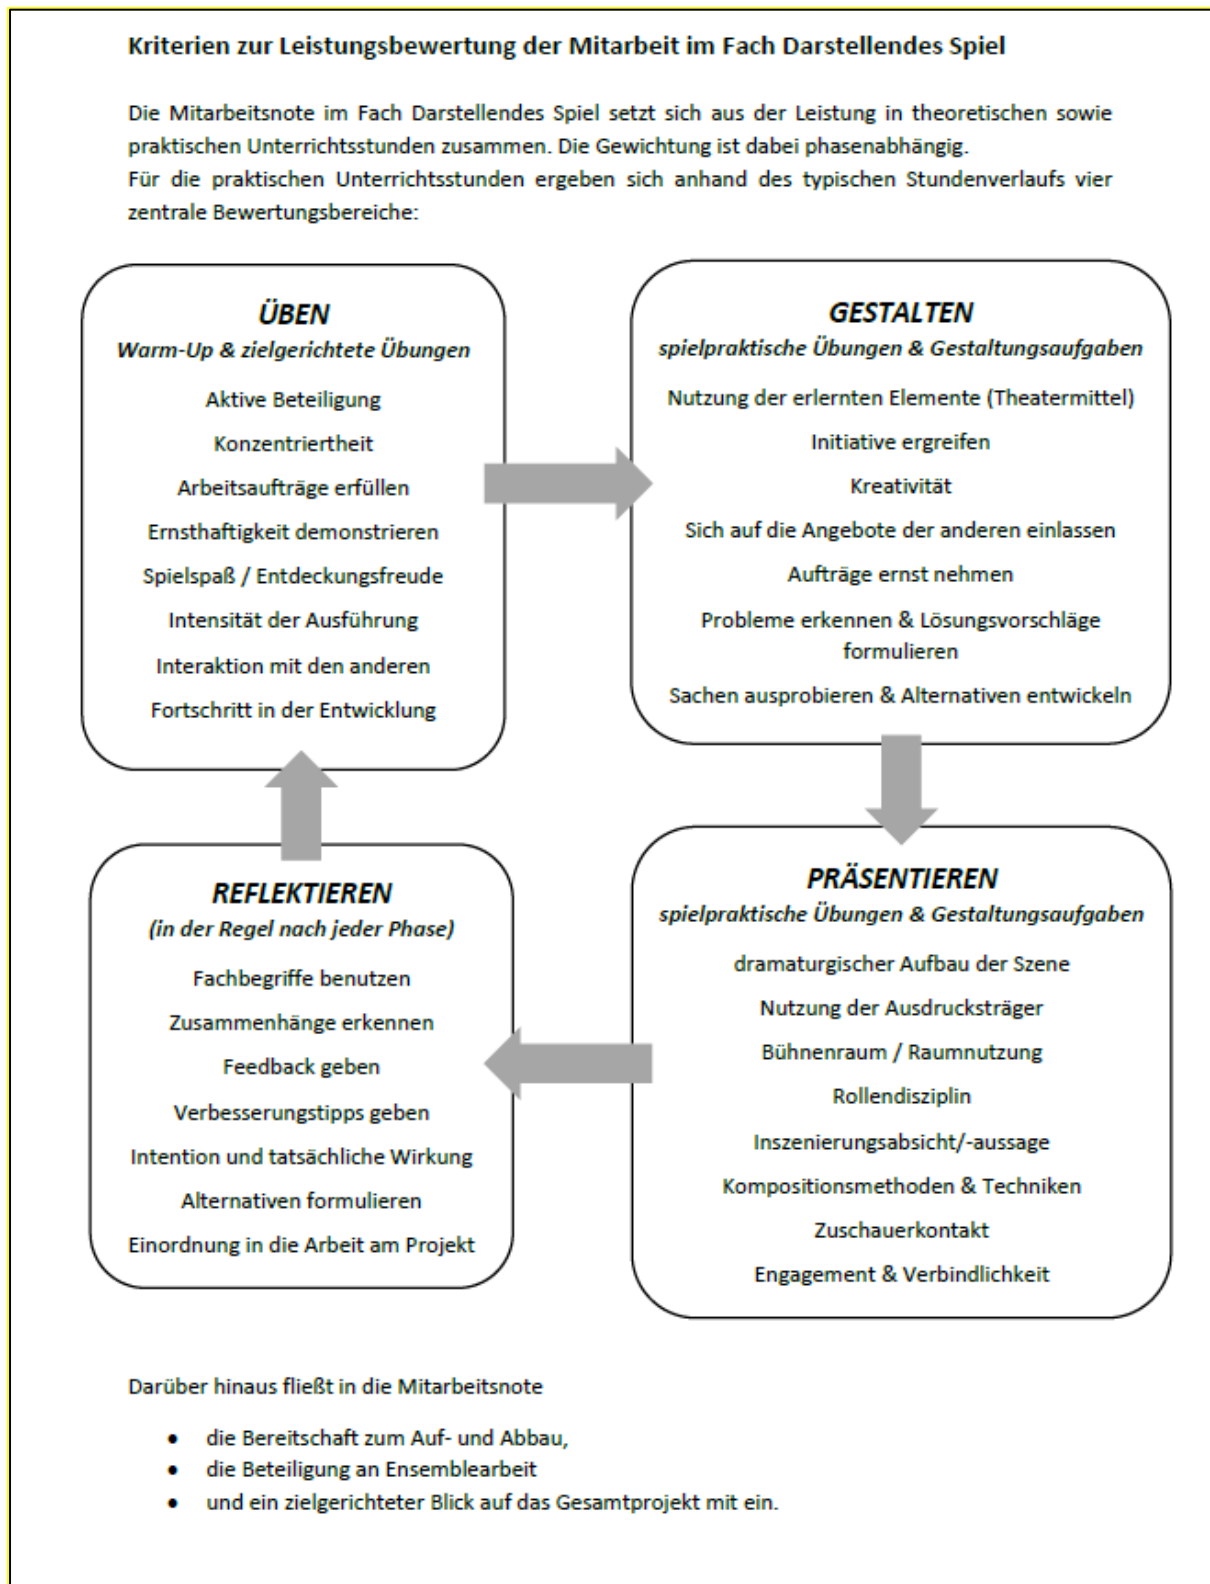 Kriterien zur Leistungsbewertung der Mitarbeit im Fach Darstellendes Spiel
Die Mitarbeitsnote im Fach Darstellendes Spiel setzt sich aus der Leistung in theoretischen sowie
praktischen Unterrichtsstunden zusammen. Die Gewichtung ist dabei phasenabhängig.
Für die praktischen Unterrichtsstunden ergeben sich anhand des typischen Stundenverlaufs vier
zentrale Bewertungsbereiche:
ÜBEN
Warm-Up & zielgerichtete Übungen
Aktive Beteiligung
Konzentriertheit
Arbeitsaufträge erfüllen
Ernsthaftigkeit demonstrieren
Spielspaß / Entdeckungsfreude
Intensität der Ausführung
Interaktion mit den anderen
Fortschritt in der Entwicklung
GESTALTEN
spielpraktische Übungen & Gestaltungsaufgaben
Nutzung der erlernten Elemente (Theatermittel)
Initiative ergreifen
Kreativität
Sich auf die Angebote der anderen einlassen
Aufträge ernst nehmen
Probleme erkennen & Lösungsvorschläge
formulieren
Sachen ausprobieren & Alternativen entwickeln
PRÄSENTIEREN
spielpraktische Übungen & Gestaltungsaufgaben
dramaturgischer Aufbau der Szene
Nutzung der Ausdrucksträger
Bühnenraum / Raumnutzung
Rollendisziplin
Inszenierungsabsicht/-aussage
Kompositionsmethoden & Techniken
Zuschauerkontakt
Engagement & Verbindlichkeit
REFLEKTIEREN
(in der Regel nach jeder Phase)
Fachbegriffe benutzen
Zusammenhänge erkennen
Feedback geben
Verbesserungstipps geben
Intention und tatsächliche Wirkung
Alternativen formulieren
Einordnung in die Arbeit am Projekt
Darüber hinaus fließt in die Mitarbeitsnote
• die Bereitschaft zum Auf- und Abbau,
• die Beteiligung an Ensemblearbeit
• und ein zielgerichteter Blick auf das Gesamtprojekt mit ein.